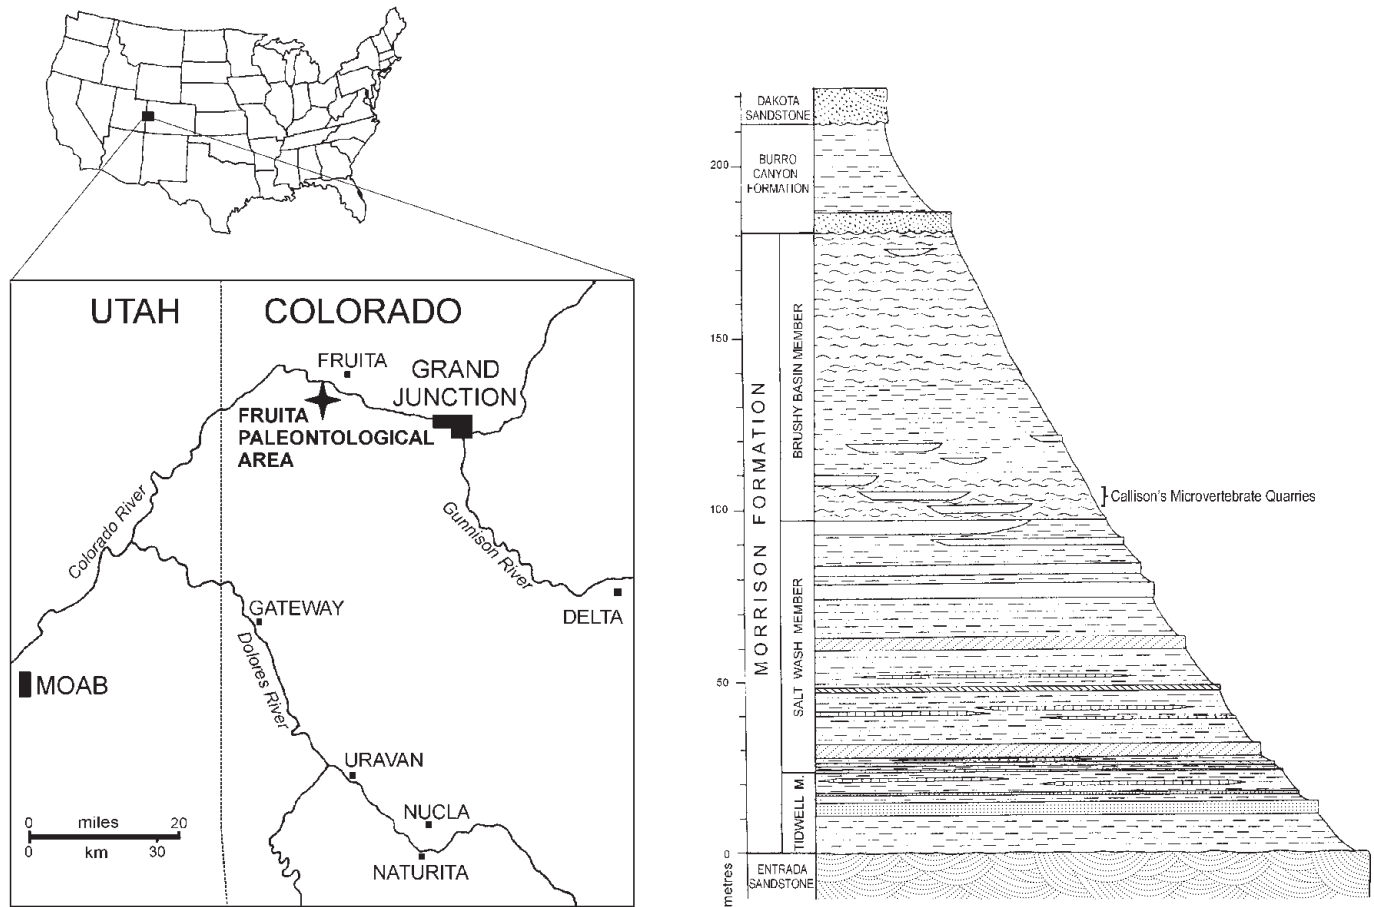 UTAH
COLORADO
FRUITA
GRAND
JUNCTION
FRUITA
PALEONTOLOGICAL
AREA
Colorado River
Gunnison River
GATEWAY
DELTA
Dolores River
MOAB
URAVAN
NUCLA
NATURITA
0 miles 20
0 km 30
DAKOTA
SANDSTONE
200
BURRO
CANYON
FORMATION
150
BRUSHY BASIN MEMBER
MORRISON FORMATION
Callison's Microvertebrate Quarries
100
SALT WASH MEMBER
50
TIDWELL M.
0
metres
ENTRADA
SANDSTONE